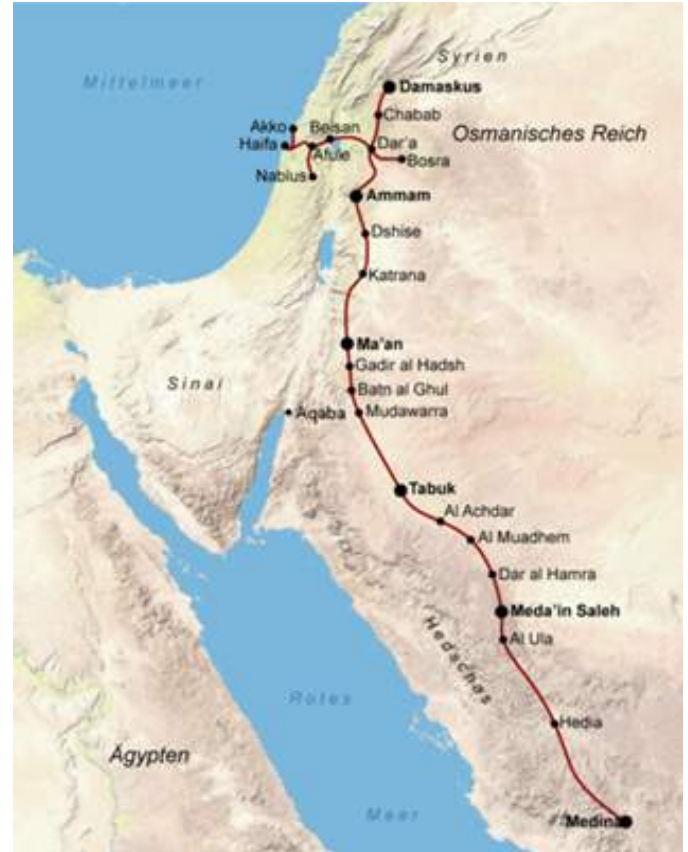 Syrien
Mittelmeer
Damaskus
Chabab
Akko
Beisan
Osmanisches Reich
Haifa
Afule
Dar'a
Bosra
Nablus
Ammam
Dshise
Katrana
Ma'an
Gadir al Hadsh
Sinai
Batn al Ghul
Aqaba
Mudawarra
Tabuk
Al Achdar
Al Muadhem
Dar al Hamra
Meda'in Saleh
Al Ula
Hedschas
Rotes
Hedia
Ägypten
Meer
Medina